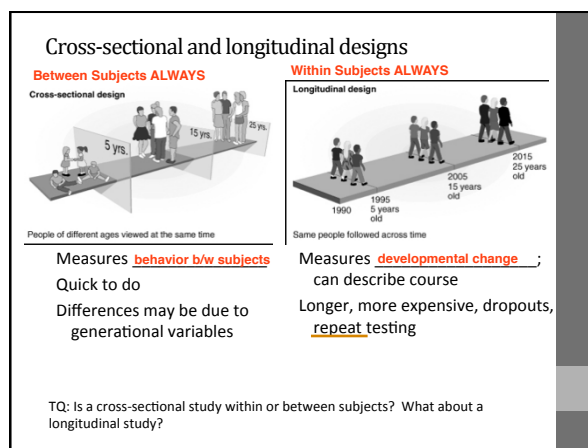 Cross-sectional and longitudinal designs
Between Subjects ALWAYS
Cross-sectional design
5 yrs.
15 yrs.
25 yrs.
People of different ages viewed at the same time
Measures behavior b/w subjects
Quick to do
Differences may be due to
generational variables
Within Subjects ALWAYS
Longitudinal design
1990
1995
5 years
old
2005
15 years
old
2015
25 years
old
Same people followed across time
Measures developmental change;
can describe course
Longer, more expensive, dropouts,
repeat testing
TQ: Is a cross-sectional study within or between subjects? What about a
longitudinal study?